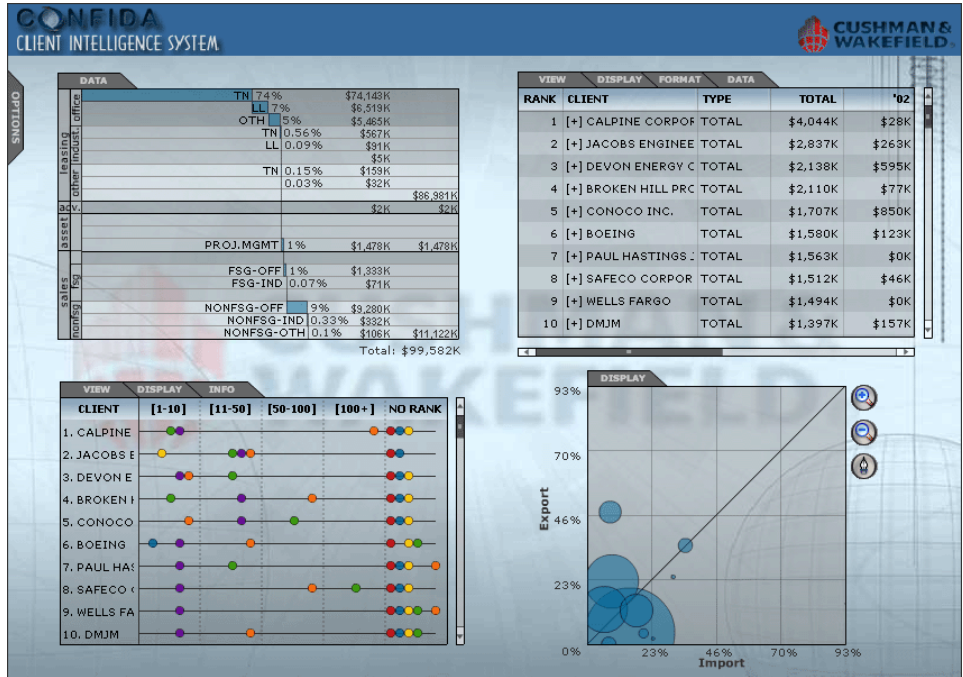 CONFIDA
CLIENT INTELLIGENCE SYSTEM
CUSHMAN &
WAKEFIELD
OPTIONS
DATA
leasing
office
TN 74% $74,143K
LL 7% $6,519K
OTH 5% $5,465K
indust.
TN 0.56% $567K
LL 0.09% $91K
$5K
other
TN 0.15% $159K
0.03% $32K
$86,981K
adv. $2K $2K
asset
PROJ.MGMT 1% $1,478K $1,478K
sales
fsg
FSG-OFF 1% $1,333K
FSG-IND 0.07% $71K
nonfsg
NONFSG-OFF 9% $9,280K
NONFSG-IND 0.33% $332K
NONFSG-OTH 0.1% $106K $11,122K
Total: $99,582K
VIEW DISPLAY FORMAT DATA
RANK CLIENT TYPE TOTAL '02
1 [+] CALPINE CORPOR TOTAL $4,044K $28K
2 [+] JACOBS ENGINEE TOTAL $2,837K $263K
3 [+] DEVON ENERGY C TOTAL $2,138K $595K
4 [+] BROKEN HILL PRC TOTAL $2,110K $77K
5 [+] CONOCO INC. TOTAL $1,707K $850K
6 [+] BOEING TOTAL $1,580K $123K
7 [+] PAUL HASTINGS TOTAL $1,563K $0K
8 [+] SAFECO CORPOR TOTAL $1,512K $46K
9 [+] WELLS FARGO TOTAL $1,494K $0K
10 [+] DMJM TOTAL $1,397K $157K
VIEW DISPLAY INFO
CLIENT [1-10] [11-50] [50-100] [100+] NO RANK
1. CALPINE
2. JACOBS E
3. DEVON E
4. BROKEN H
5. CONOCO
6. BOEING
7. PAUL HAS
8. SAFECO
9. WELLS FA
10. DMJM
DISPLAY
93%
70%
46%
23%
0% 23% 46% 70% 93%
Export
Import
CUSHMAN &
WAKEFIELD